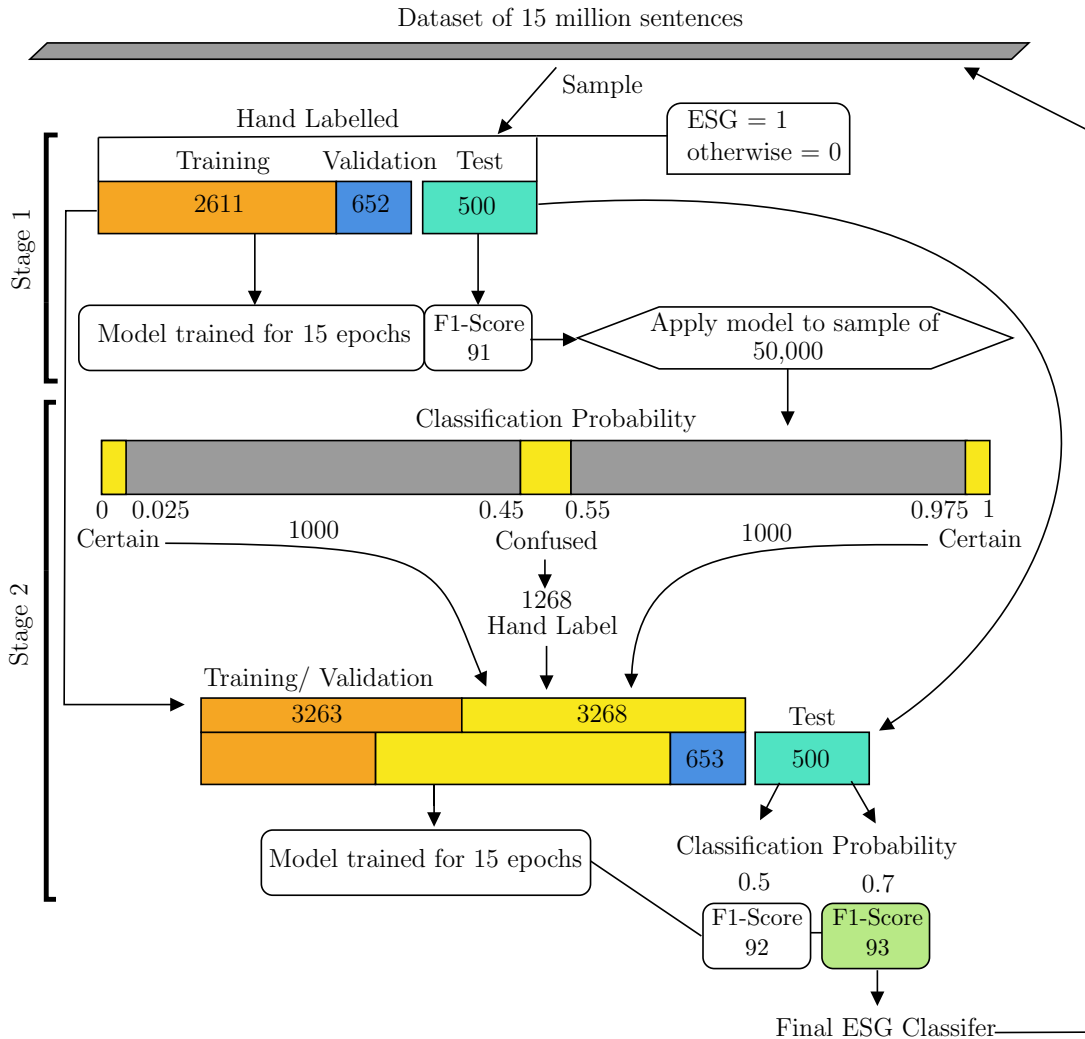 Dataset of 15 million sentences
Sample
Hand Labelled
ESG = 1
otherwise = 0
Training
Validation
Test
2611
652
500
Stage 1
Model trained for 15 epochs
F1-Score
91
Apply model to sample of
50,000
Classification Probability
0
0.025
0.45
0.55
0.975
1
Certain
1000
Confused
1000
Certain
1268
Hand Label
Stage 2
Training/ Validation
3263
3268
Test
653
500
Model trained for 15 epochs
Classification Probability
0.5
0.7
F1-Score
92
F1-Score
93
Final ESG Classifer